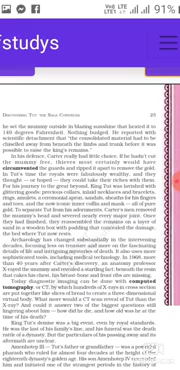 VoLTE
LTE1
91%
fstudys
DISCOVERING TUT: THE SAGA CONTINUES
he set the mummy outside in blazing sunshine that heated it to
149 degrees Fahrenheit. Nothing budged. He reported with
scientific detachment that “the consolidated material had to be
chiselled away from beneath the limbs and trunk before it was
possible to raise the king's remains.”
In his defence, Carter really had little choice. If he hadn't cut
the mummy free, thieves most certainly would have
circumvented the guards and ripped it apart to remove the gold.
In Tut's time the royals were fabulously wealthy, and they
thought — or hoped — they could take their riches with them.
For his journey to the great beyond, King Tut was lavished with
glittering goods: precious collars, inlaid necklaces and bracelets,
rings, amulets, a ceremonial apron, sandals, sheaths for his fingers
and toes, and the now iconic inner coffin and mask — all of pure
gold. To separate Tut from his adornments, Carter's men removed
the mummy's head and severed nearly every major joint. Once
they had finished, they reassembled the remains on a layer of
sand in a wooden box with padding that concealed the damage,
the bed where Tut now rests.
Archaeology has changed substantially in the intervening
decades, focusing less on treasure and more on the fascinating
details of life and intriguing mysteries of death. It also uses more
sophisticated tools, including medical technology. In 1968, more
than 40 years after Carter's discovery, an anatomy professor
X-rayed the mummy and revealed a startling fact: beneath the resin
that cakes his chest, his breast-bone and front ribs are missing.
Today diagnostic imaging can be done with computed
tomography, or CT, by which hundreds of X-rays in cross section
are put together like slices of bread to create a three-dimensional
virtual body. What more would a CT scan reveal of Tut than the
X-ray? And could it answer two of the biggest questions still
lingering about him — how did he die, and how old was he at the
time of his death?
King Tut's demise was a big event, even by royal standards.
He was the last of his family's line, and his funeral was the death
rattle of a dynasty. But the particulars of his passing away and its
aftermath are unclear.
Amenhotep III — Tut's father or grandfather — was a powerful
pharaoh who ruled for almost four decades at the height of the
eighteenth dynasty's golden age. His son Amenhotep IV succeeded
him and initiated one of the strangest periods in the history of